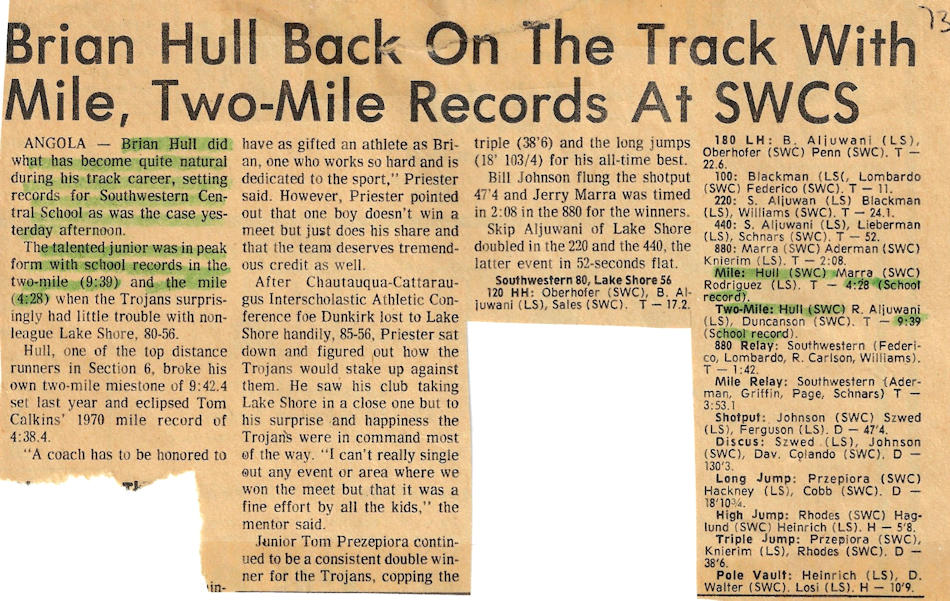 '73
Brian Hull Back On The Track With
Mile, Two-Mile Records At SWCS
ANGOLA — Brian Hull did
what has become quite natural
during his track career, setting
records for Southwestern Cen-
tral School as was the case yes-
terday afternoon.
The talented junior was in peak
form with school records in the
two-mile (9:39) and the mile
(4:28) when the Trojans surpris-
ingly had little trouble with non-
league Lake Shore, 80-56.
Hull, one of the top distance
runners in Section 6, broke his
own two-mile miestone of 9:42.4
set last year and eclipsed Tom
Calkins' 1970 mile record of
4:38.4.
"A coach has to be honored to
have as gifted an athlete as Bri-
an, one who works so hard and is
dedicated to the sport," Priester
said. However, Priester pointed
out that one boy doesn't win a
meet but just does his share and
that the team deserves tremend-
ous credit as well.
After Chautauqua-Cattarau-
gus Interscholastic Athletic Con-
ference foe Dunkirk lost to Lake
Shore handily, 85-56, Priester sat
down and figured out how the
Trojans would stake up against
them. He saw his club taking
Lake Shore in a close one but to
his surprise and happiness the
Trojans were in command most
of the way. "I can't really single
out any event or area where we
won the meet but that it was a
fine effort by all the kids," the
mentor said.
Junior Tom Prezepiora contin-
ued to be a consistent double win-
ner for the Trojans, copping the
in-
triple (38'6) and the long jumps
(18' 103/4) for his all-time best.
Bill Johnson flung the shotput
47'4 and Jerry Marra was timed
in 2:08 in the 880 for the winners.
Skip Aljuwani of Lake Shore
doubled in the 220 and the 440, the
latter event in 52-seconds flat.
Southwestern 80, Lake Shore 56
120 HH: Oberhofer (SWC), B. Al-
juwani (LS), Sales (SWC). T — 17.2.
180 LH: B. Aljuwani (LS),
Oberhofer (SWC) Penn (SWC). T —
22.6.
100: Blackman (LS(, Lombardo
(SWC) Federico (SWC). T — 11.
220: S. Aljuwan (LS) Blackman
(LS), Williams (SWC). T — 24.1.
440: S. Aljuwani (LS), Lieberman
(LS), Schnars (SWC). T — 52.
880: Marra (SWC) Aderman (SWC)
Knierim (LS). T — 2:08.
Mile: Hull (SWC) Marra (SWC)
Rodriguez (LS). T — 4:28 (School
record).
Two-Mile: Hull (SWC) R. Aljuwani
(LS), Duncanson (SWC). T — 9:39
(School record).
880 Relay: Southwestern (Federi-
co, Lombardo, R. Carlson, Williams).
T — 1:42.
Mile Relay: Southwestern (Ader-
man, Griffin, Page, Schnars) T —
3:53.1
Shotput: Johnson (SWC) Szwed
(LS), Ferguson (LS). D — 47'4.
Discus: Szwed (LS(, Johnson
(SWC), Dav. Colando (SWC). D —
130'3.
Long Jump: Przepiora (SWC)
Hackney (LS), Cobb (SWC). D —
18'10¾.
High Jump: Rhodes (SWC) Hag-
lund (SWC) Heinrich (LS). H — 5'8.
Triple Jump: Przepiora (SWC),
Knierim (LS), Rhodes (SWC). D —
38'6.
Pole Vault: Heinrich (LS), D.
Walter (SWC). Losi (LS). H — 10'9.